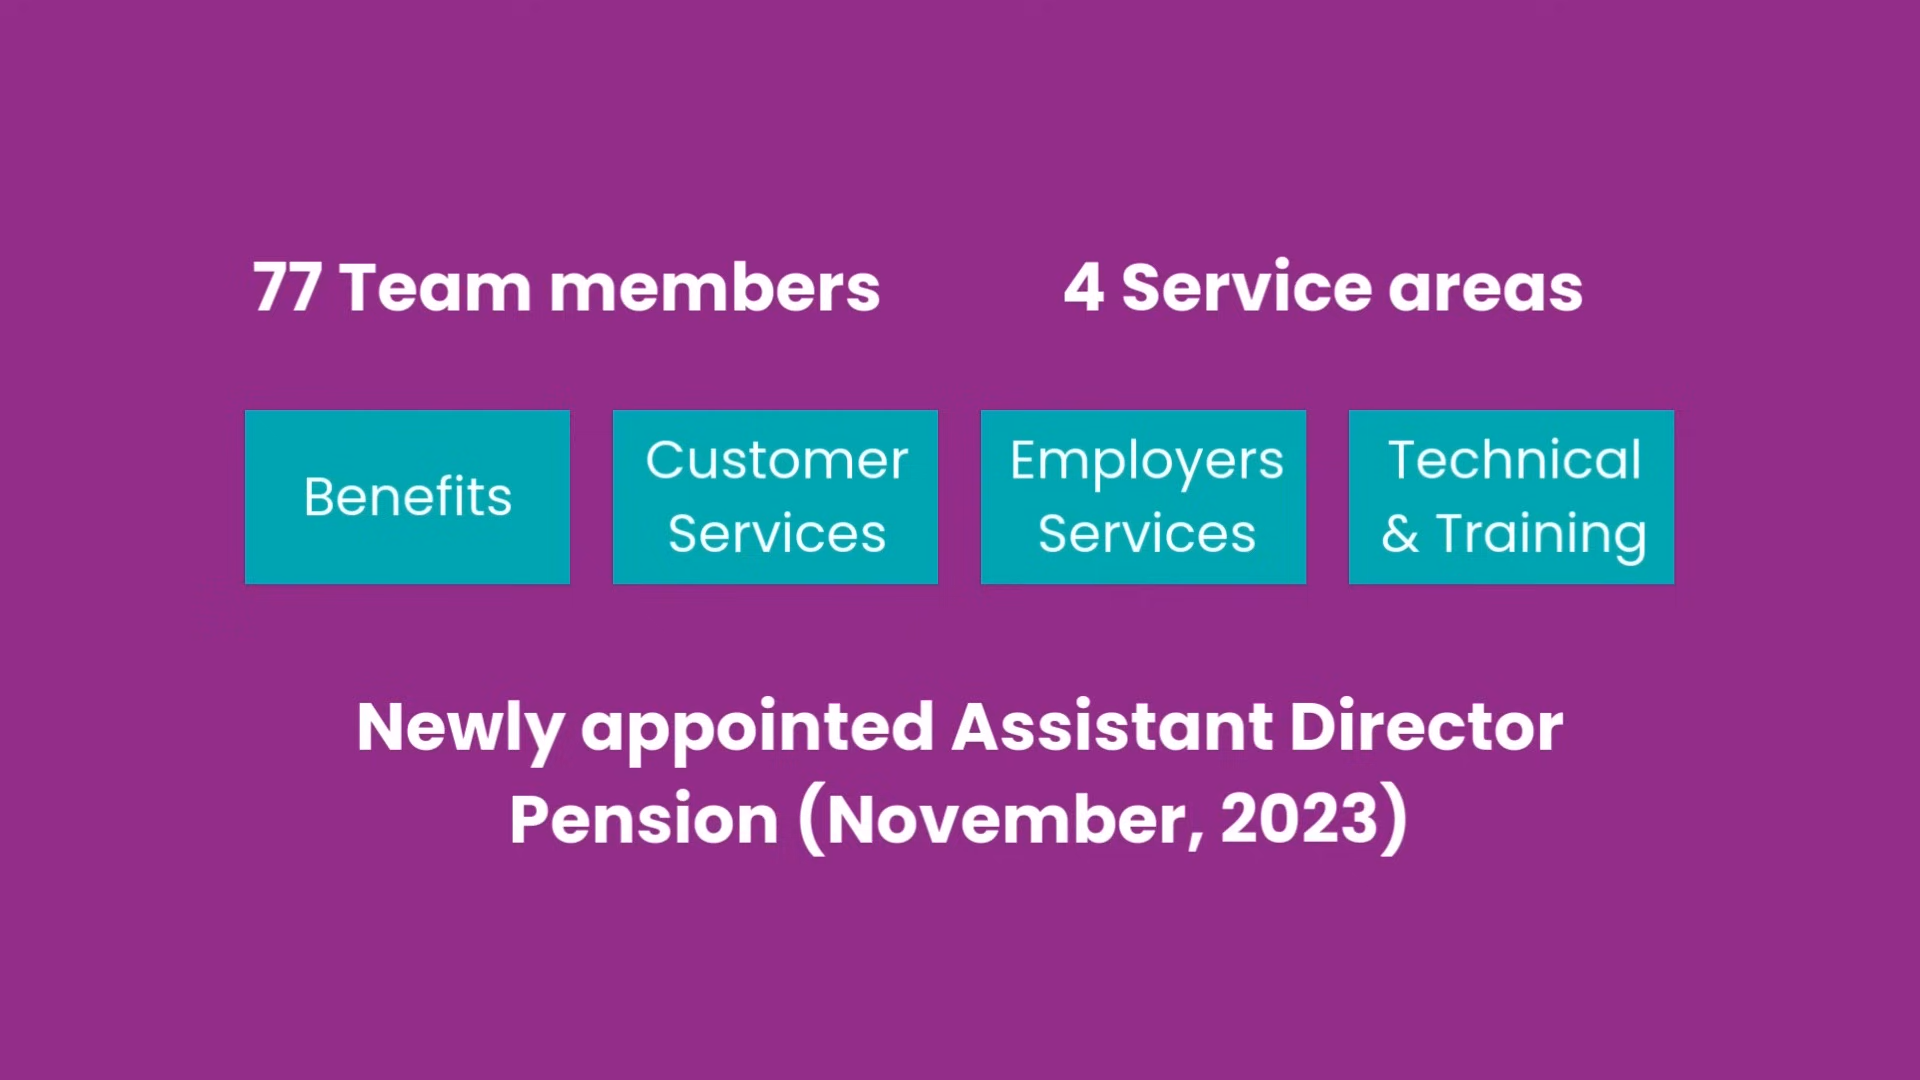 77 Team members
4 Service areas
Benefits
Customer
Services
Employers
Services
Technical
& Training
Newly appointed Assistant Director
Pension (November, 2023)